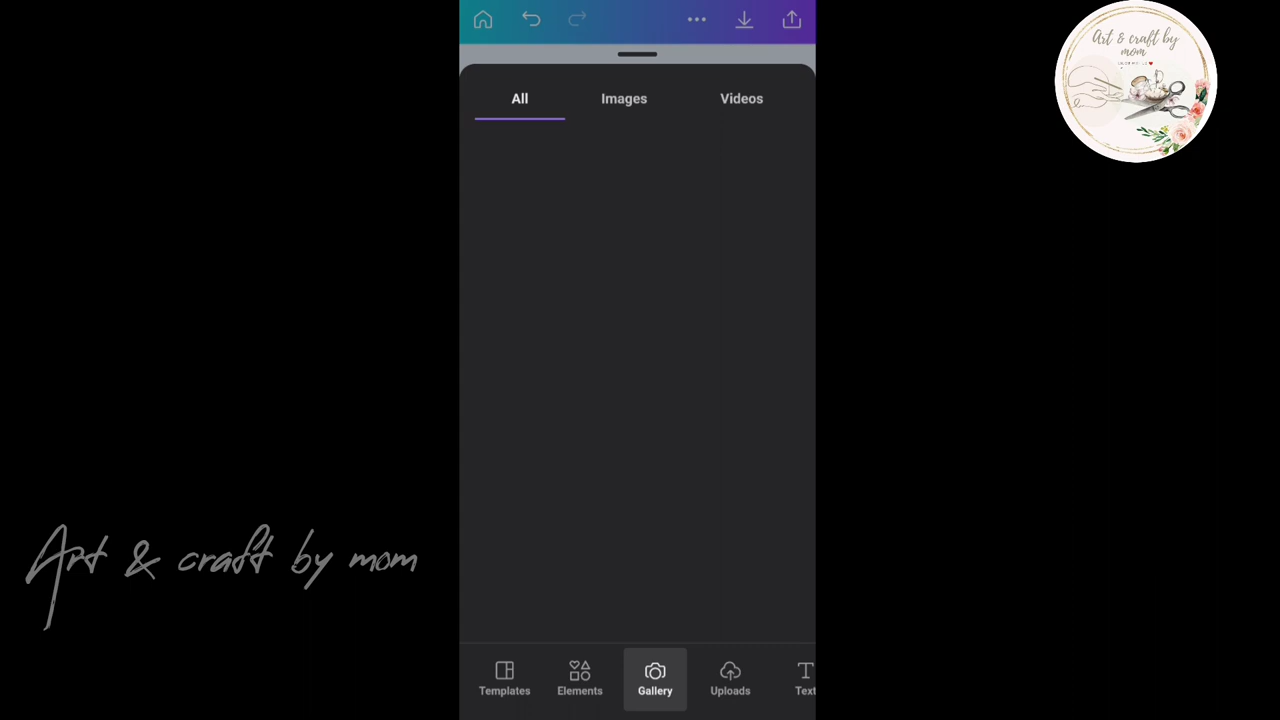 All Images Videos
Art & craft by
mom
Art & craft by mom
Templates Elements Gallery Uploads Text